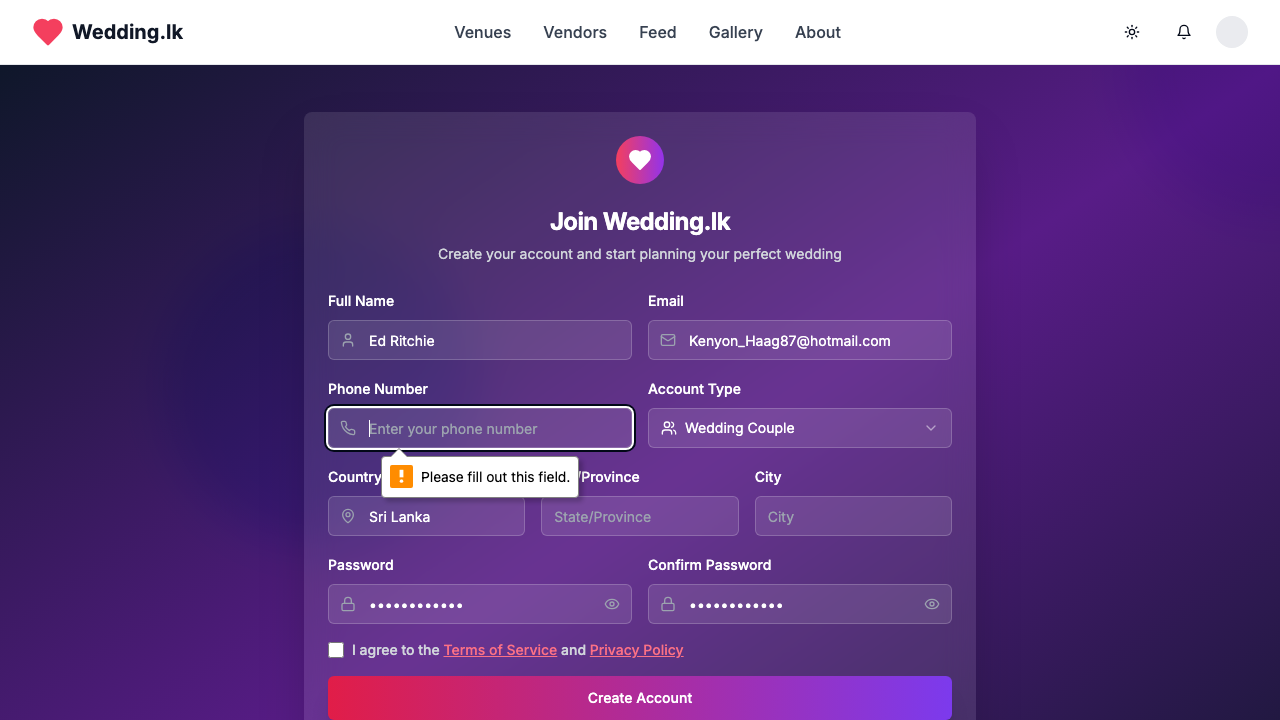 Wedding.lk
Venues Vendors Feed Gallery About
Join Wedding.lk
Create your account and start planning your perfect wedding
Full Name Email
Ed Ritchie Kenyon_Haag87@hotmail.com
Phone Number Account Type
Enter your phone number Wedding Couple
Country /Province City
Please fill out this field.
Sri Lanka State/Province City
Password Confirm Password
•••••••••••• ••••••••••••
I agree to the Terms of Service and Privacy Policy
Create Account